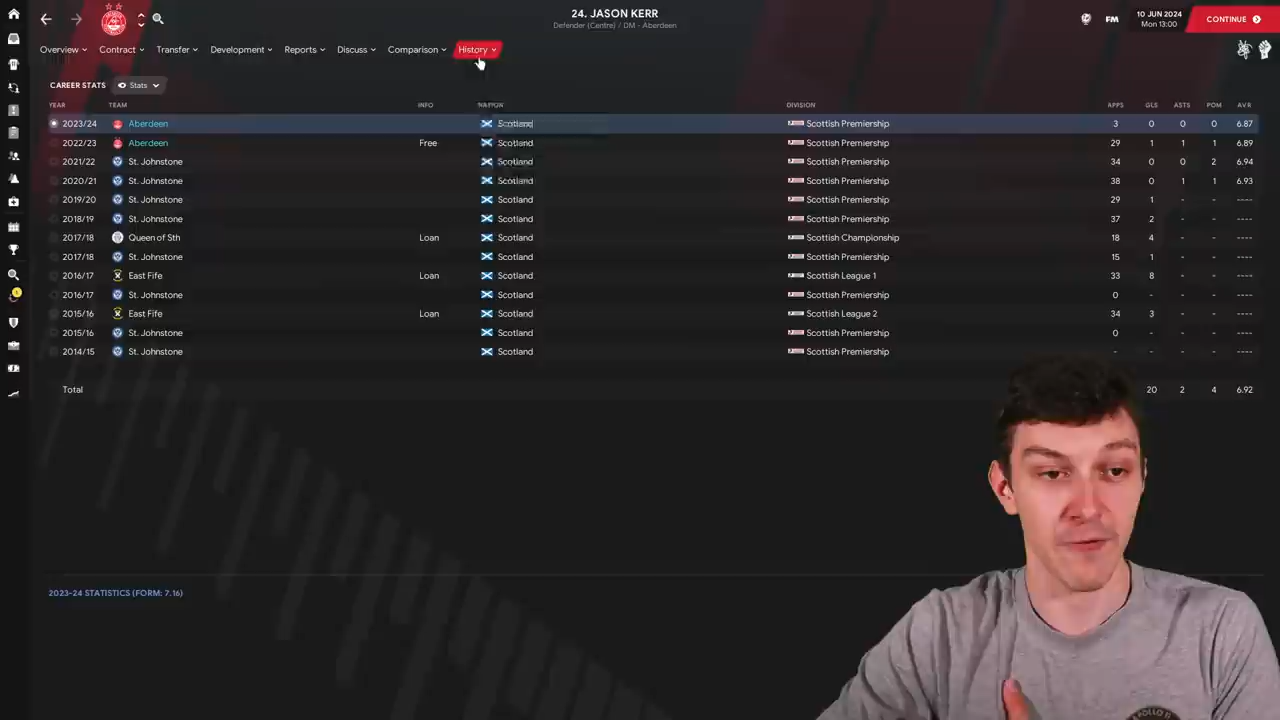 24. JASON KERR
Defender (Centre) / DM - Aberdeen
FM
10 JUN 2024
Mon 13:00
CONTINUE
Overview Contract Transfer Development Reports Discuss Comparison History
CAREER STATS Stats
YEAR TEAM INFO NATION DIVISION APPS GLS ASTS POM AVR
2023/24 Aberdeen Scotland Scottish Premiership 3 0 0 0 6.87
2022/23 Aberdeen Free Scotland Scottish Premiership 29 1 1 1 6.89
2021/22 St. Johnstone Scotland Scottish Premiership 34 0 0 2 6.94
2020/21 St. Johnstone Scotland Scottish Premiership 38 0 1 1 6.93
2019/20 St. Johnstone Scotland Scottish Premiership 29 1 - - ----
2018/19 St. Johnstone Scotland Scottish Premiership 37 2 - - ----
2017/18 Queen of Sth Loan Scotland Scottish Championship 18 4 - - ----
2017/18 St. Johnstone Scotland Scottish Premiership 15 1 - - ----
2016/17 East Fife Loan Scotland Scottish League 1 33 8 - - ----
2016/17 St. Johnstone Scotland Scottish Premiership 0 - - - ----
2015/16 East Fife Loan Scotland Scottish League 2 34 3 - - ----
2015/16 St. Johnstone Scotland Scottish Premiership 0 - - - ----
2014/15 St. Johnstone Scotland Scottish Premiership - - - - ----
Total 20 2 4 6.92
2023-24 STATISTICS (FORM: 7.16)